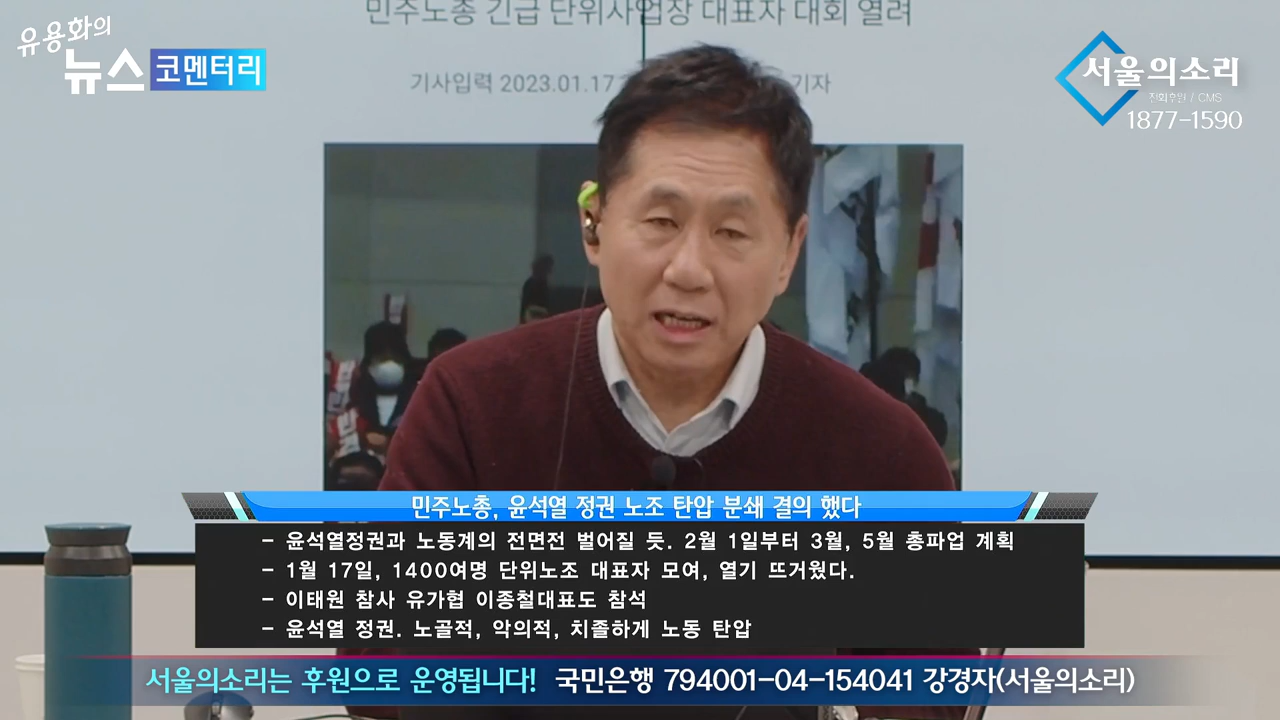 유용화의
뉴스 코멘터리
민주노총 긴급 단위사업장 대표자 대회 열려
기사입력 2023.01.17
기자
서울의소리
전화후원 / CMS
1877-1590
민주노총, 윤석열 정권 노조 탄압 분쇄 결의 했다
- 윤석열정권과 노동계의 전면전 벌어질 듯. 2월 1일부터 3월, 5월 총파업 계획
- 1월 17일, 1400여명 단위노조 대표자 모여, 열기 뜨거웠다.
- 이태원 참사 유가협 이종철대표도 참석
- 윤석열 정권. 노골적, 악의적, 치졸하게 노동 탄압
서울의소리는 후원으로 운영됩니다! 국민은행 794001-04-154041 강경자(서울의소리)